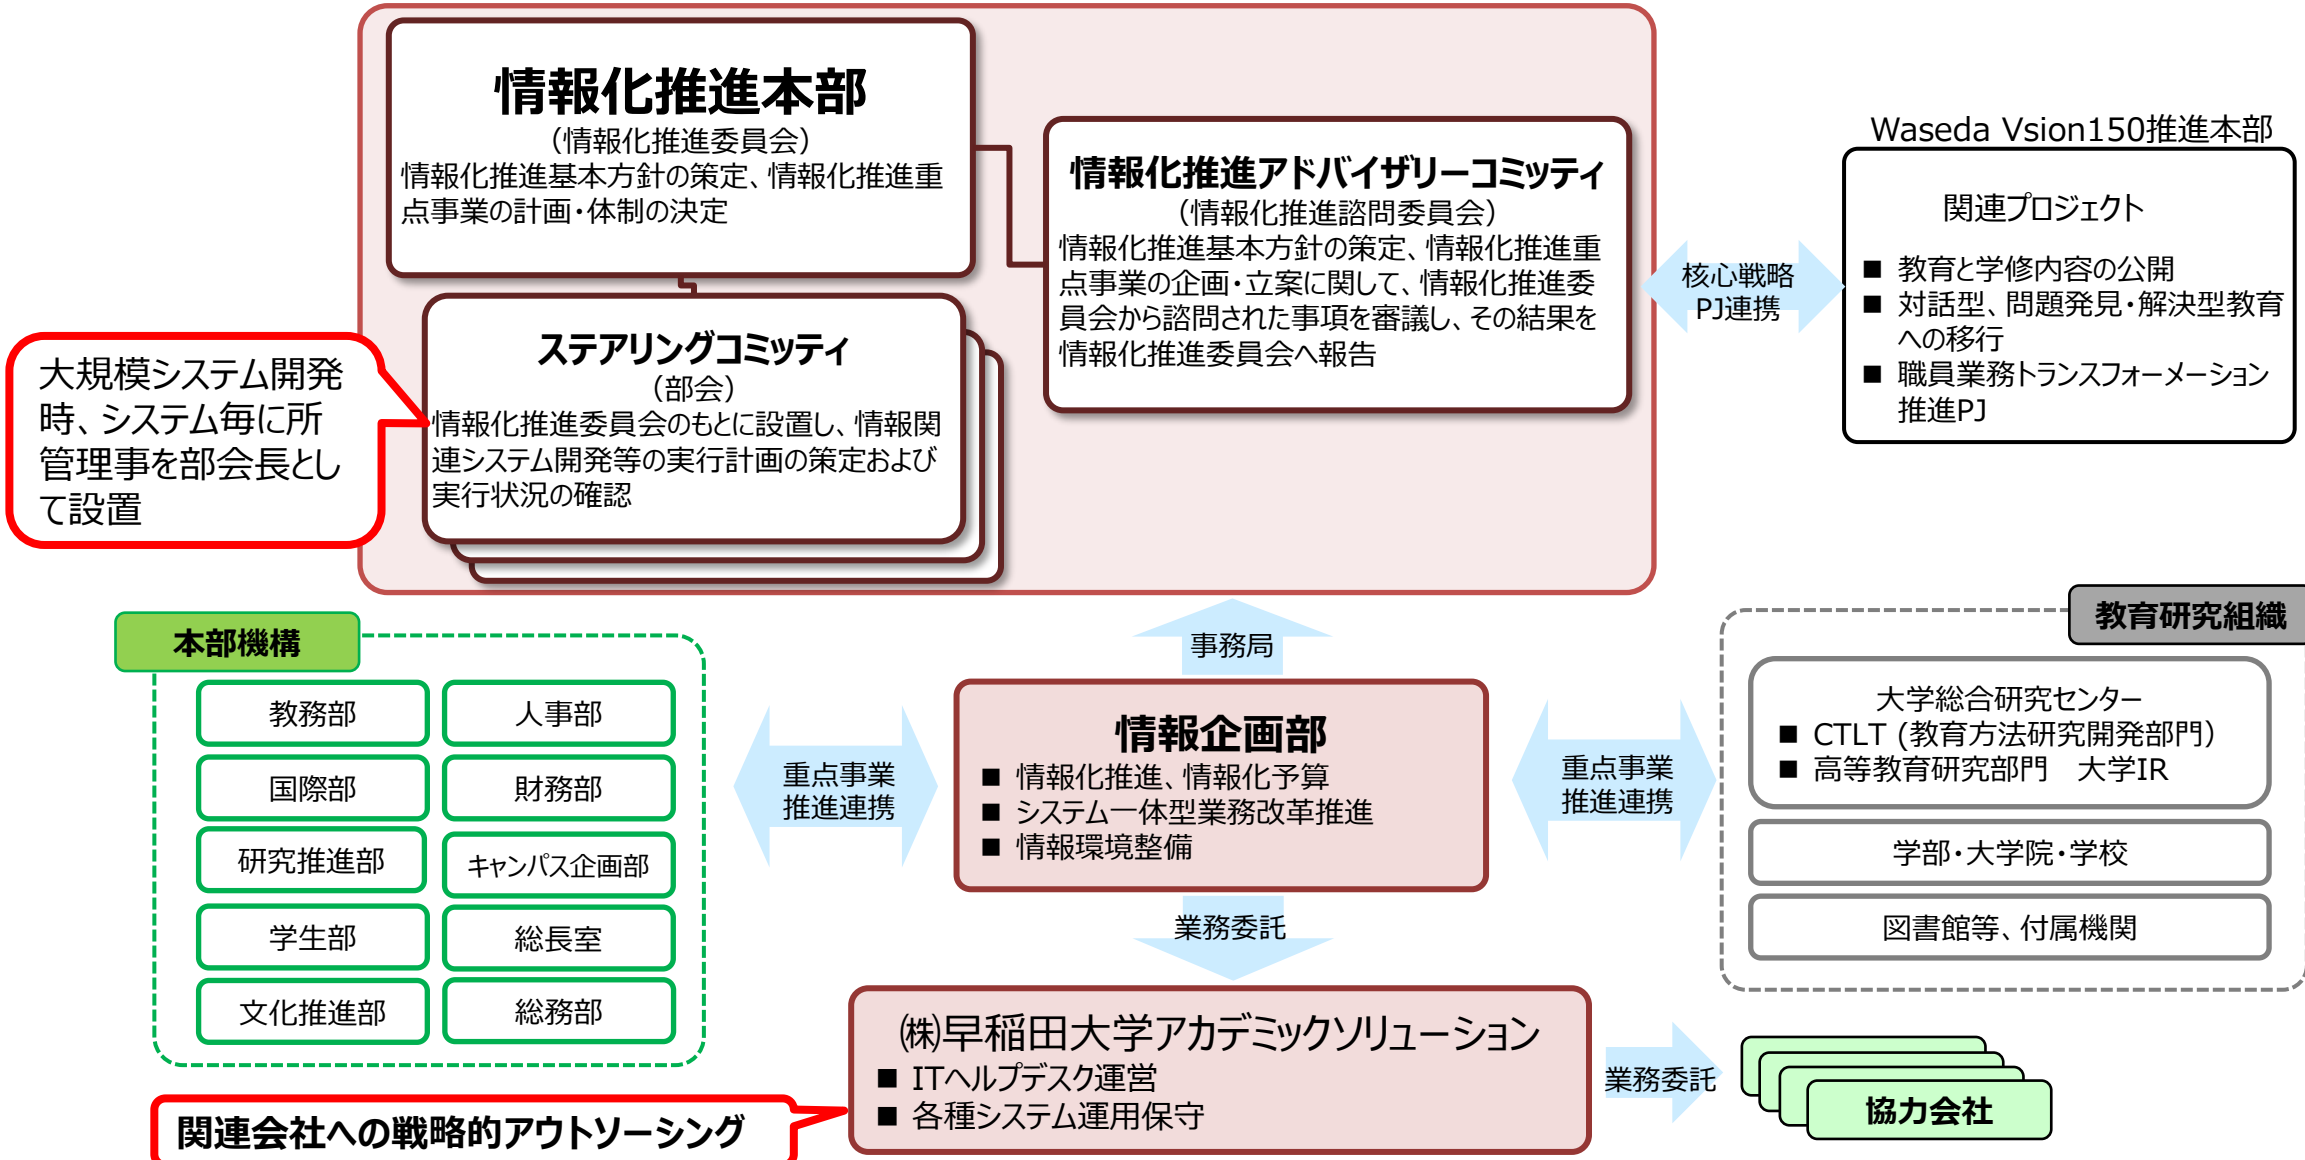 情報化推進本部
（情報化推進委員会）
情報化推進基本方針の策定、情報化推進重
点事業の計画・体制の決定
情報化推進アドバイザリーコミッティ
（情報化推進諮問委員会）
情報化推進基本方針の策定、情報化推進重
点事業の企画・立案に関して、情報化推進委
員会から諮問された事項を審議し、その結果を
情報化推進委員会へ報告
ステアリングコミッティ
（部会）
情報化推進委員会のもとに設置し、情報関
連システム開発等の実行計画の策定および
実行状況の確認
大規模システム開発
時、システム毎に所
管理事を部会長とし
て設置
核心戦略
PJ連携
Waseda Vsion150推進本部
関連プロジェクト
■ 教育と学修内容の公開
■ 対話型、問題発見・解決型教育
への移行
■ 職員業務トランスフォーメーション
推進PJ
事務局
本部機構
教務部
人事部
国際部
財務部
研究推進部
キャンパス企画部
学生部
総長室
文化推進部
総務部
重点事業
推進連携
情報企画部
■ 情報化推進、情報化予算
■ システム一体型業務改革推進
■ 情報環境整備
重点事業
推進連携
教育研究組織
大学総合研究センター
■ CTLT (教育方法研究開発部門）
■ 高等教育研究部門　大学IR
学部・大学院・学校
図書館等、付属機関
業務委託
㈱早稲田大学アカデミックソリューション
■ ITヘルプデスク運営
■ 各種システム運用保守
業務委託
協力会社
関連会社への戦略的アウトソーシング